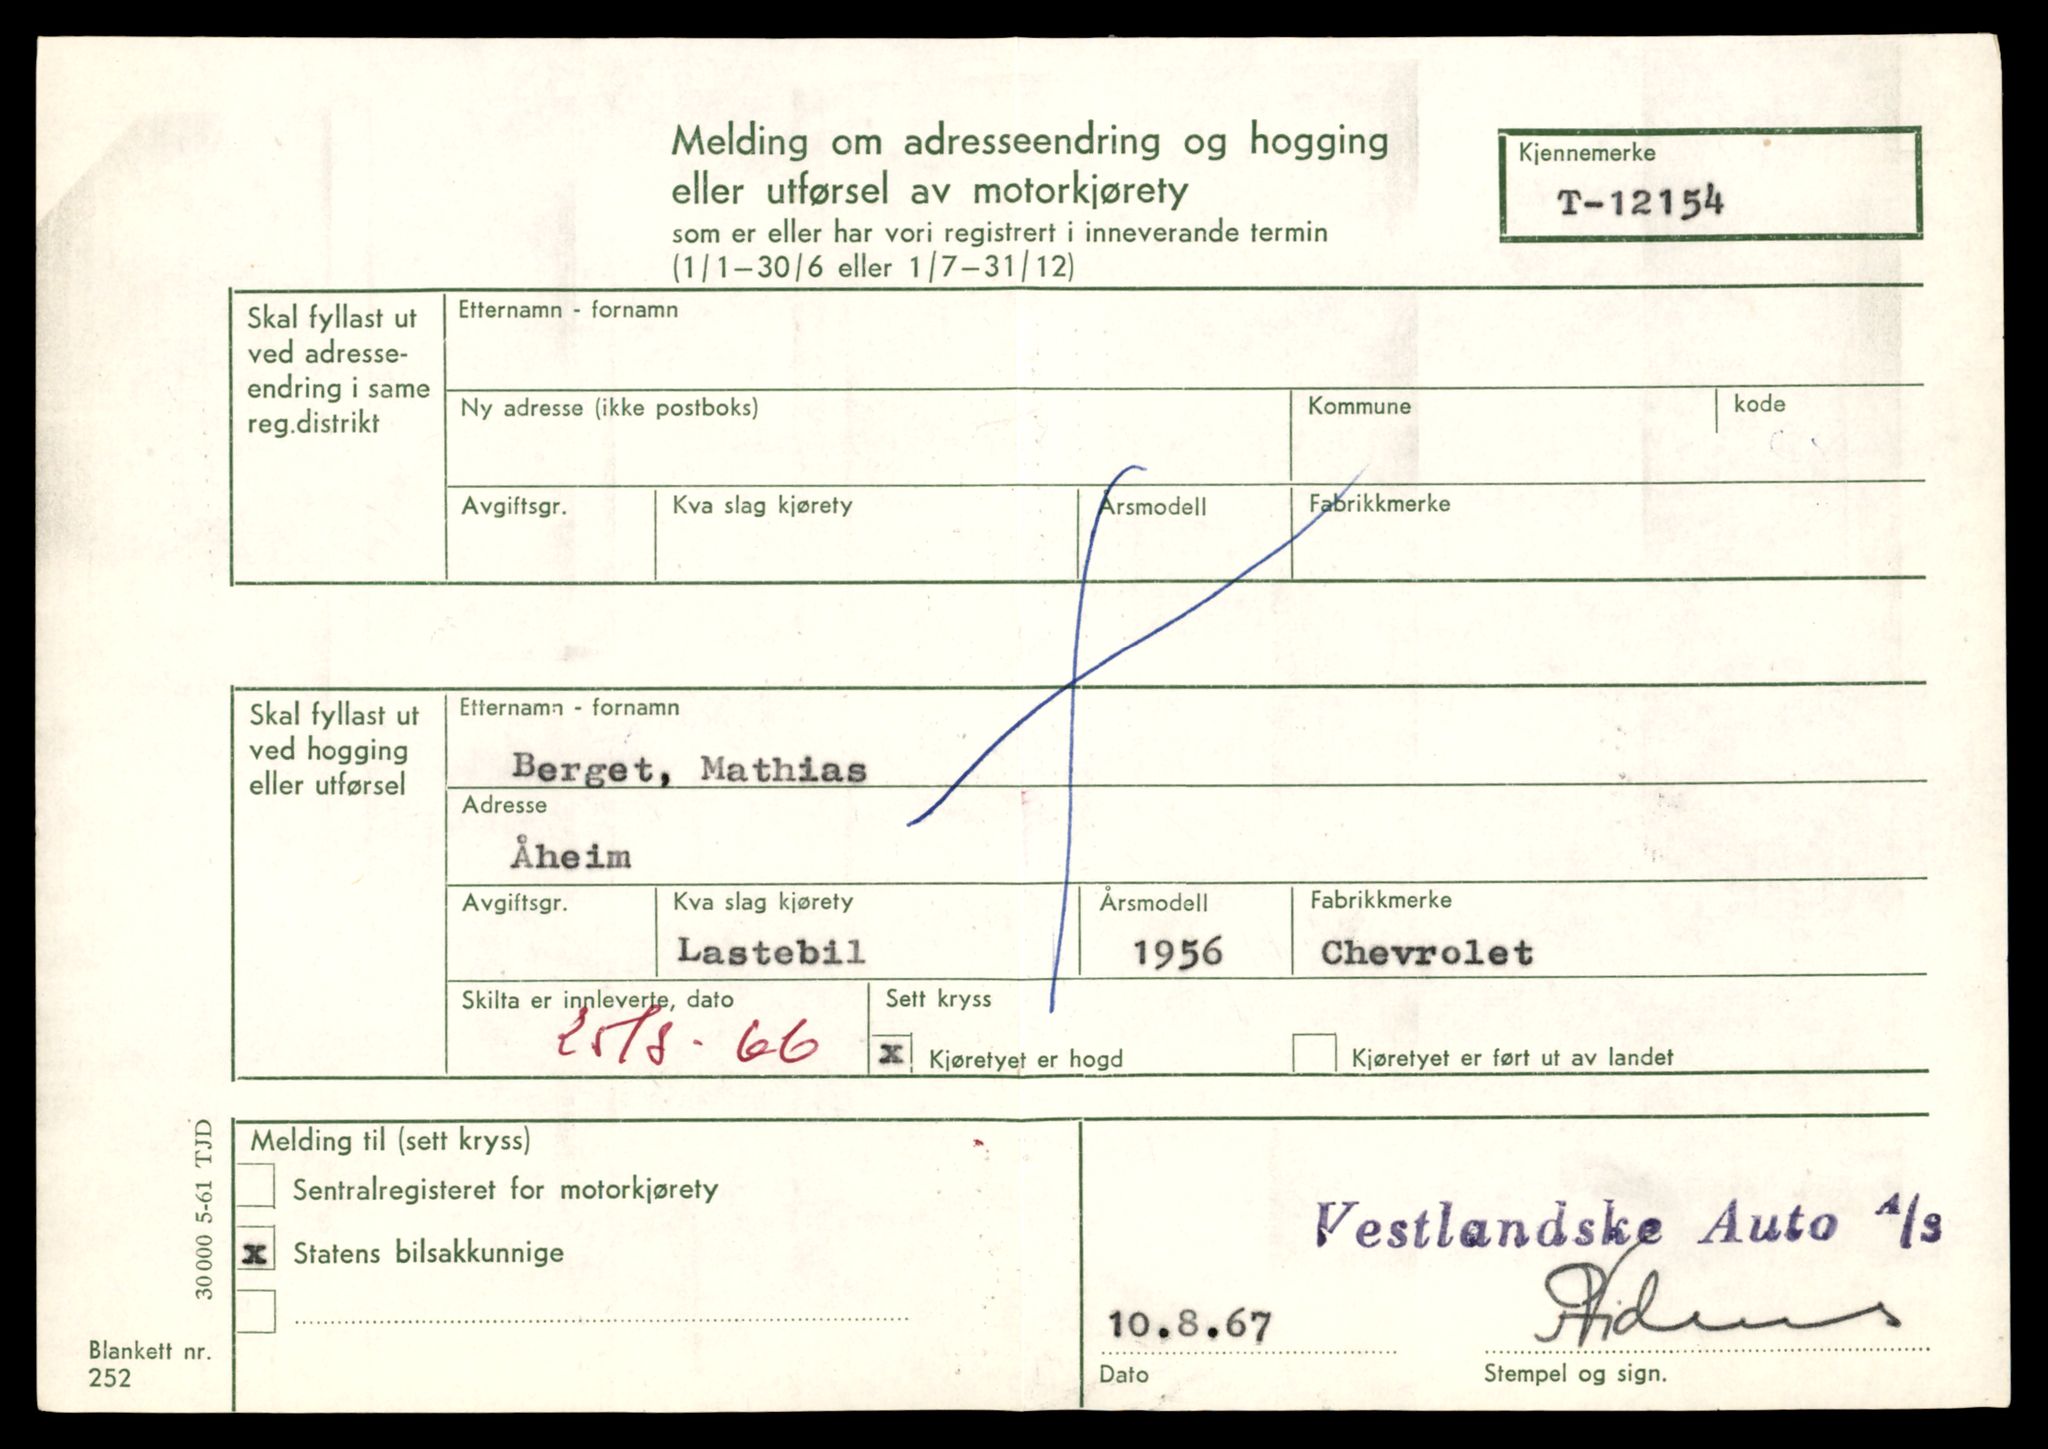 Melding om adresseendring og hogging
eller utførsel av motorkjørety
som er eller har vori registrert i inneverande termin
(1/1–30/6 eller 1/7–31/12)
Kjennemerke
T-12154
Skal fyllast ut
ved adresse-
endring i same
reg.distrikt
Etternamn - fornamn
Ny adresse (ikke postboks)
Kommune
kode
Avgiftsgr.
Kva slag kjørety
Årsmodell
Fabrikkmerke
Skal fyllast ut
ved hogging
eller utførsel
Etternamn - fornamn
Berget, Mathias
Adresse
Åheim
Avgiftsgr.
Kva slag kjørety
Årsmodell
Fabrikkmerke
Lastebil
1956
Chevrolet
Skilta er innleverte, dato
25/8 - 66
Sett kryss
x Kjøretyet er hogd
Kjøretyet er ført ut av landet
Melding til (sett kryss)
Sentralregisteret for motorkjørety
x Statens bilsakkunnige
Vestlandske Auto A/S
10.8.67
Dato
Stempel og sign.
30 000 5-61 TJD
Blankett nr.
252